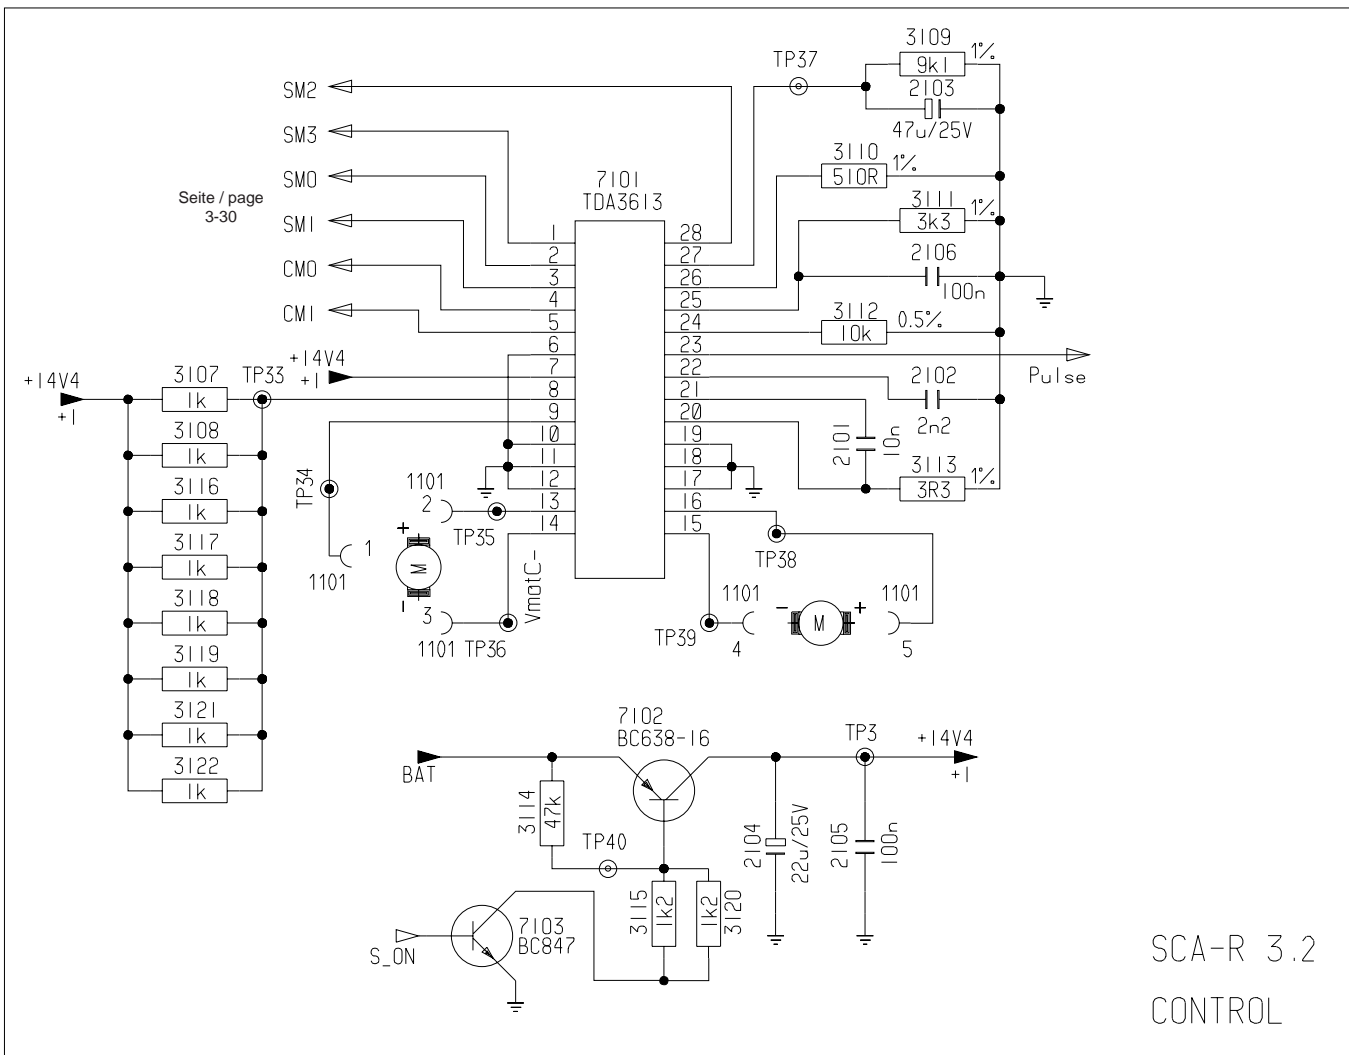 3109
1%
TP37
9k1
SM2
2103
47u/25V
SM3
3110
1%
7101
510R
SM0
TDA3613
Seite / page
3-30
3111
1%
3k3
SM1
1
28
2106
2
27
CM0
3
26
100n
4
25
3112
0.5%
CM1
5
24
10k
6
23
+14V4
+1
7
22
Pulse
3107
TP33
2102
+14V4
8
21
1k
+1
9
20
2n2
3108
10
19
2101
10n
1k
11
18
3113
1%
TP34
12
17
3R3
3116
1101
2
13
16
1k
TP35
14
15
TP38
3117
+
1
M
1k
1101
-
VmotC-
1101
1101
3118
3
-
M
+
1k
1101
TP36
TP39
4
5
3119
1k
3121
7102
TP3
+14V4
1k
BC638-16
BAT
+1
3122
1k
3114
47k
TP40
2104
22u/25V
2105
100n
3115
1k2
1k2
3120
7103
BC847
S_ON
SCA-R 3.2
CONTROL